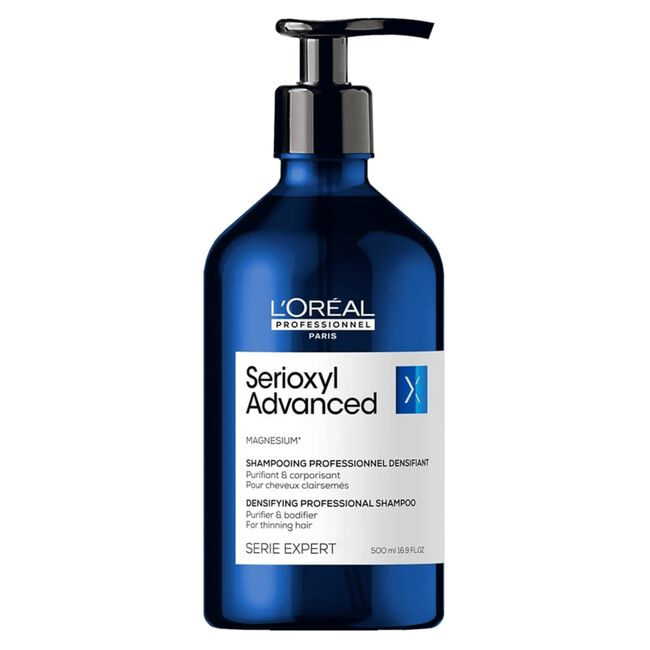 L'ORÉAL
PROFESSIONNEL
PARIS
Serioxyl
Advanced
MAGNESIUM*
SHAMPOOING PROFESSIONNEL DENSIFIANT
Purifiant & corporisant
Pour cheveux clairsemés
DENSIFYING PROFESSIONAL SHAMPOO
Purifier & bodifier
For thinning hair
SERIE EXPERT 500 ml 16.9 FL.OZ.